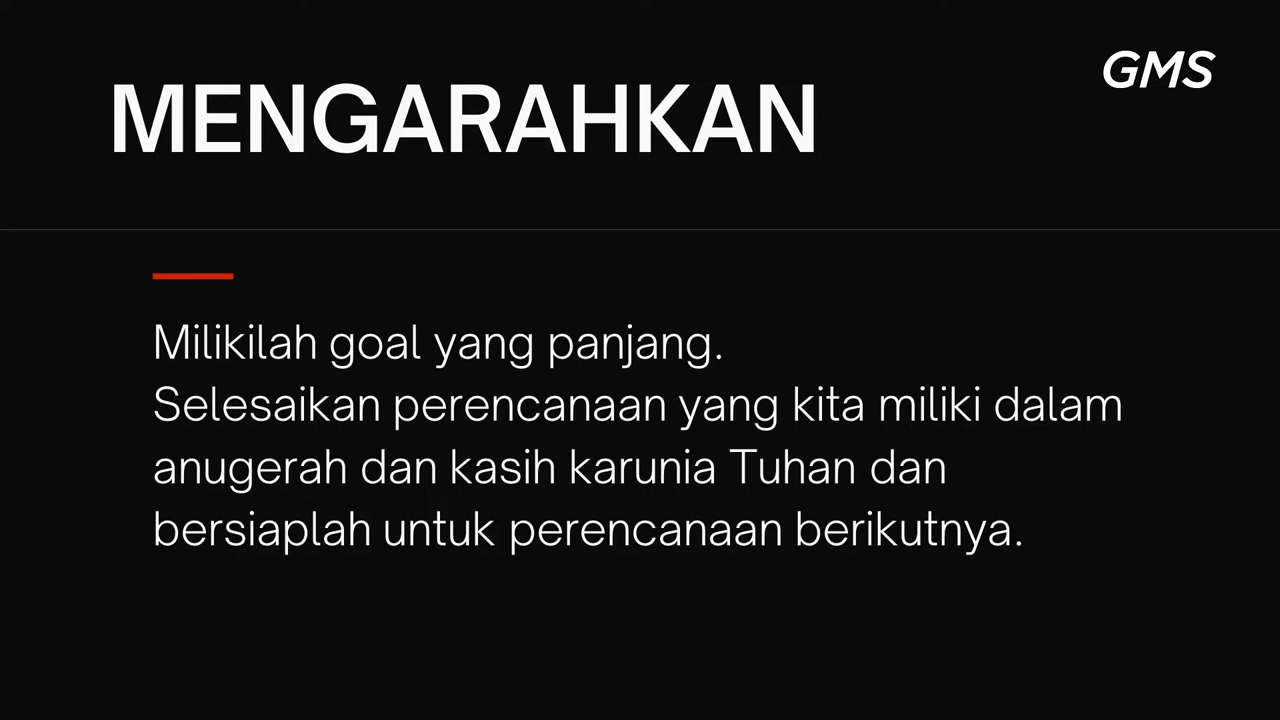 GMS
MENGARAHKAN
Milikilah goal yang panjang.
Selesaikan perencanaan yang kita miliki dalam
anugerah dan kasih karunia Tuhan dan
bersiaplah untuk perencanaan berikutnya.